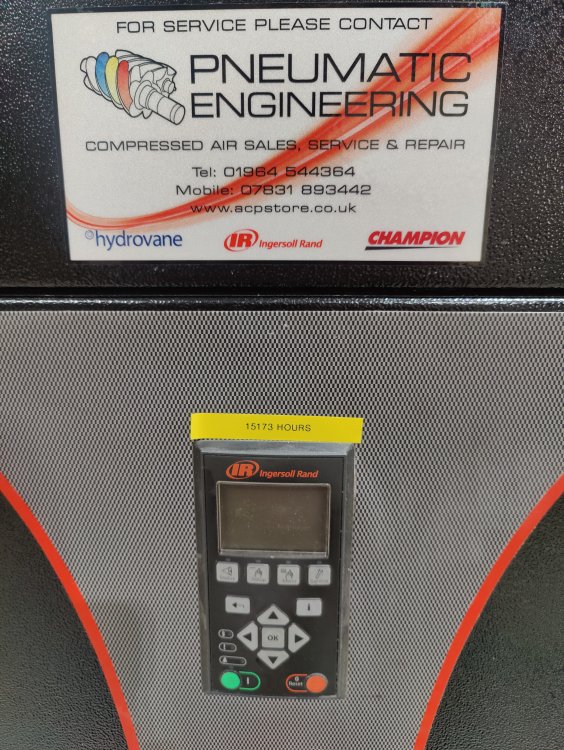 FOR SERVICE PLEASE CONTACT
PNEUMATIC
ENGINEERING
COMPRESSED AIR SALES, SERVICE & REPAIR
Tel: 01964 544364
Mobile: 07831 893442
www.acpstore.co.uk
hydrovane
IR Ingersoll Rand
CHAMPION
15173 HOURS
IR Ingersoll Rand
OK
I
Reset